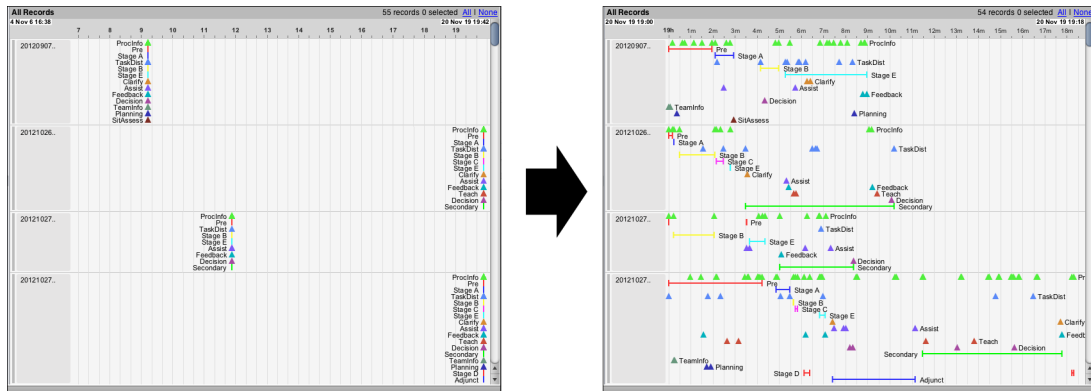 All Records
55 records 0 selected All | None
4 Nov 6 16:38
20 Nov 19 19:42
7 8 9 10 11 12 13 14 15 16 17 18 19
20120907..
ProcInfo
Pre
Stage A
TaskDist
Stage B
Stage E
Clarify
Assist
Feedback
Decision
TeamInfo
Planning
SitAssess
20121026..
ProcInfo
Pre
Stage A
TaskDist
Stage B
Stage C
Stage E
Clarify
Assist
Feedback
Teach
Decision
Secondary
20121027..
ProcInfo
Pre
TaskDist
Stage B
Stage E
Assist
Feedback
Decision
Secondary
20121027..
ProcInfo
Pre
Stage A
TaskDist
Stage B
Stage C
Stage E
Clarify
Assist
Feedback
Teach
Decision
Secondary
TeamInfo
Planning
Stage D
Adjunct
All Records
54 records 0 selected All | None
20 Nov 19 19:00
20 Nov 19 19:18
19h 1m 2m 3m 4m 5m 6m 7m 8m 9m 10m 11m 12m 13m 14m 15m 16m 17m 18m
20120907..
ProcInfo
Pre
Stage A
TaskDist
Stage B
Stage E
Clarify
Assist
Feedback
Decision
TeamInfo
Planning
SitAssess
20121026..
ProcInfo
Pre
Stage A
TaskDist
Stage B
Stage C
Stage E
Clarify
Assist
Feedback
Teach
Decision
Secondary
20121027..
ProcInfo
Pre
TaskDist
Stage B
Stage E
Assist
Feedback
Decision
Secondary
20121027..
Pr
Pre
Stage A
TaskDist
Stage B
Stage C
Stage E
Clarify
Assist
Feedb
Teach
Decision
Secondary
TeamInfo
Planning
Stage D
Adjunct